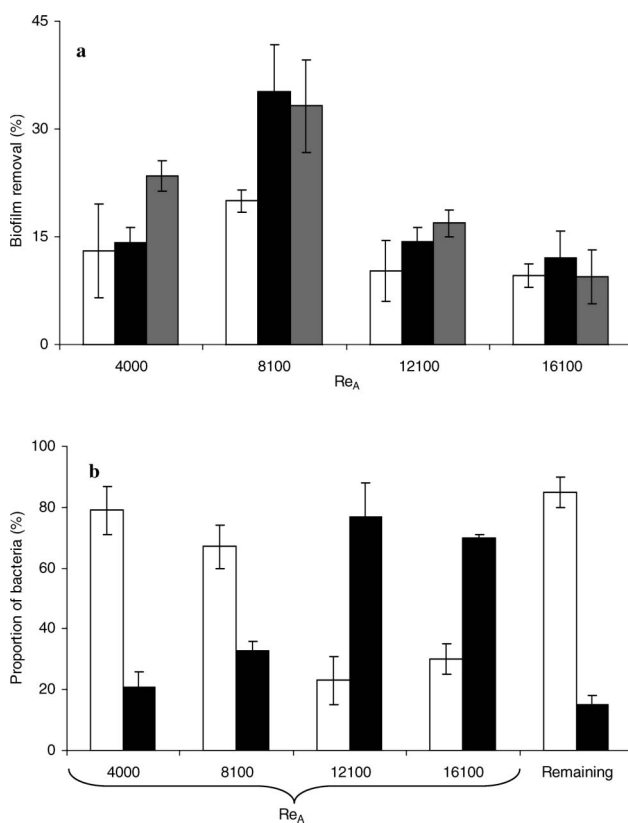 a
Biofilm removal (%)
45
30
15
0
4000 8100 12100 16100
ReA
b
Proportion of bacteria (%)
100
80
60
40
20
0
4000 8100 12100 16100 Remaining
ReA